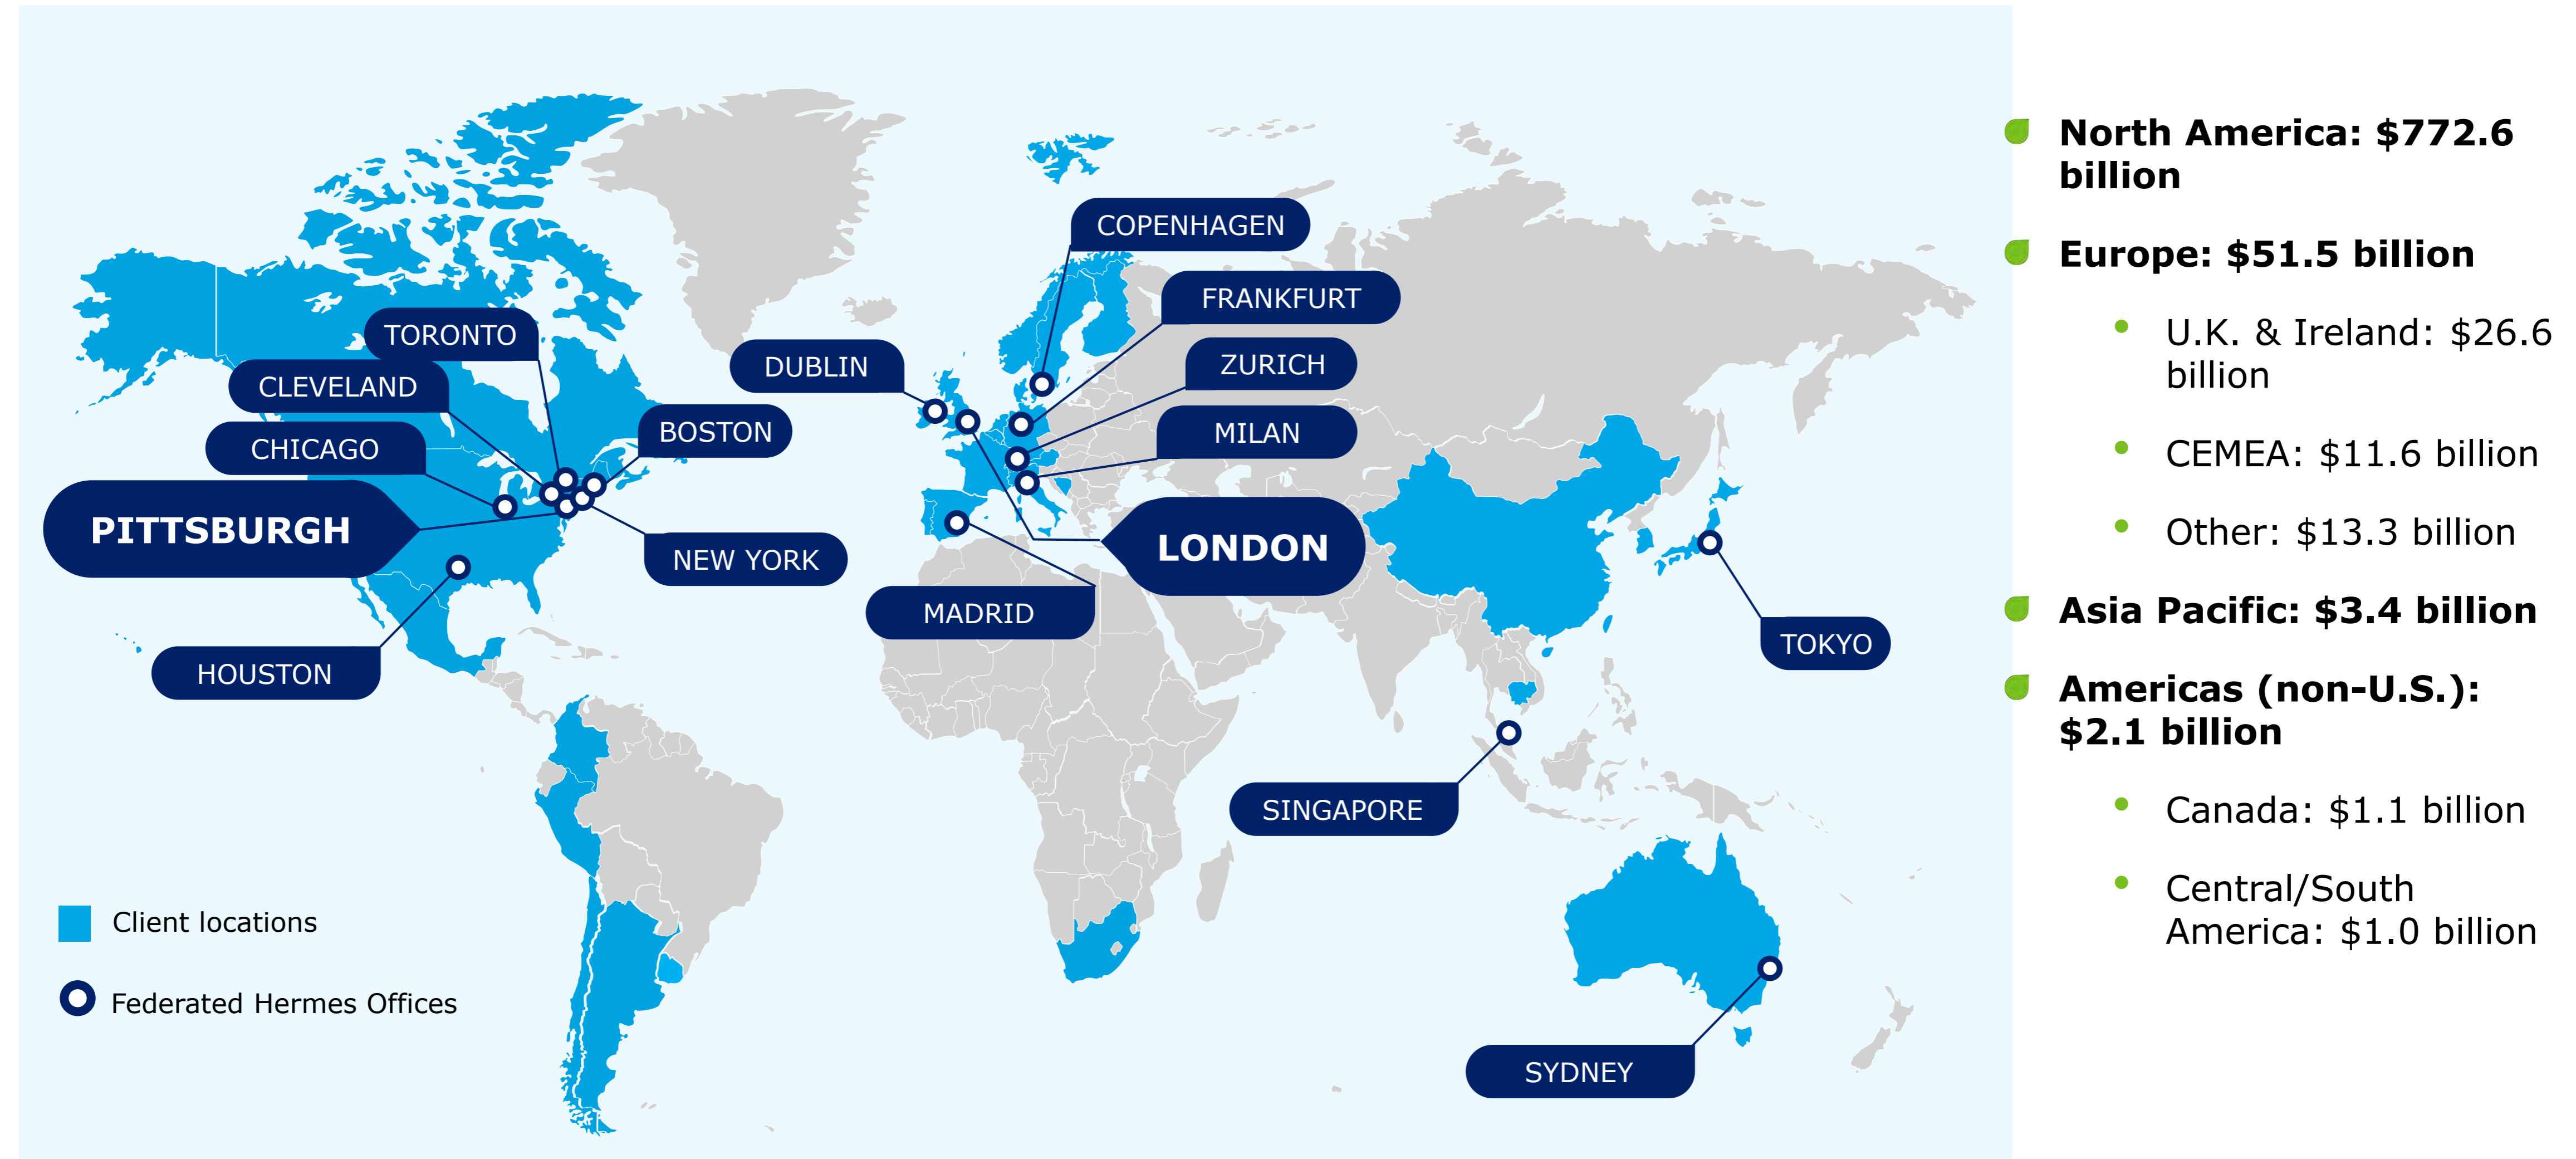 COPENHAGEN
FRANKFURT
TORONTO
DUBLIN
ZURICH
CLEVELAND
BOSTON
MILAN
CHICAGO
PITTSBURGH
LONDON
NEW YORK
MADRID
HOUSTON
TOKYO
SINGAPORE
SYDNEY
Client locations
Federated Hermes Offices
North America: $772.6
billion
Europe: $51.5 billion
U.K. & Ireland: $26.6
billion
CEMEA: $11.6 billion
Other: $13.3 billion
Asia Pacific: $3.4 billion
Americas (non-U.S.):
$2.1 billion
Canada: $1.1 billion
Central/South
America: $1.0 billion